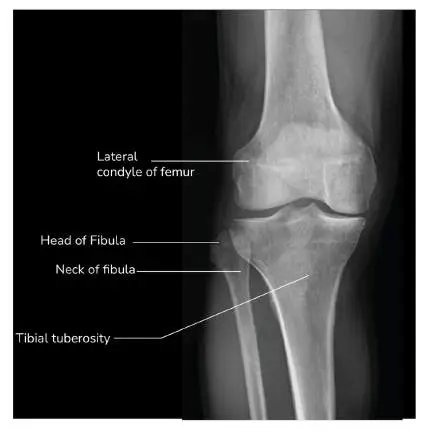 Lateral
condyle of femur
Head of Fibula
Neck of fibula
Tibial tuberosity